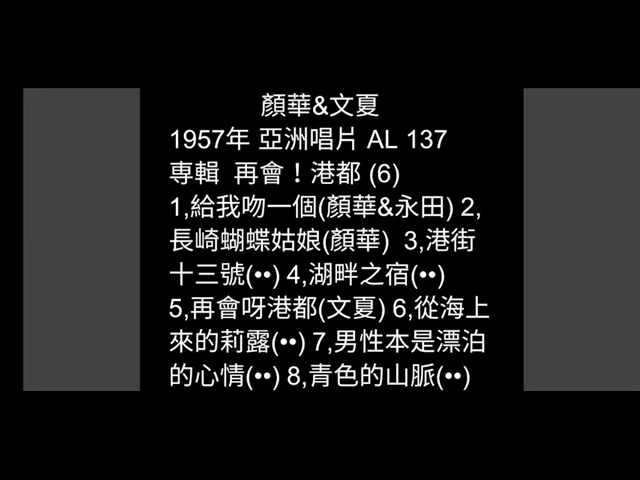 顏華&文夏
1957年 亞洲唱片 AL 137
專輯 再會！港都 (6)
1,給我吻一個(顏華&永田) 2,
長崎蝴蝶姑娘(顏華) 3,港街
十三號(••) 4,湖畔之宿(••)
5,再會呀港都(文夏) 6,從海上
來的莉露(••) 7,男性本是漂泊
的心情(••) 8,青色的山脈(••)